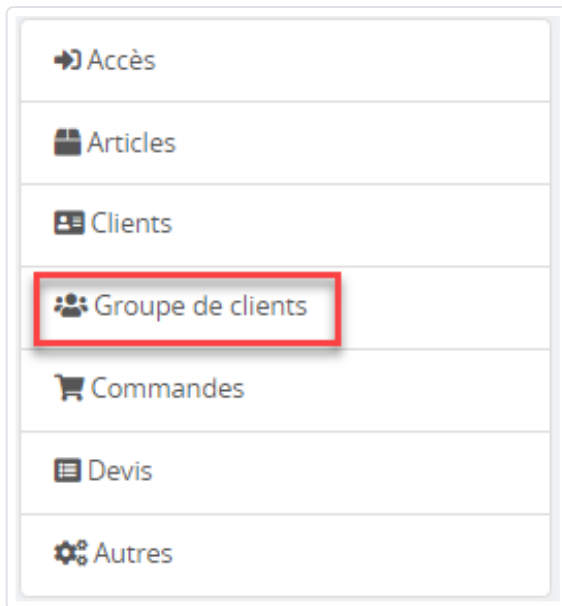 Accès
Articles
Clients
Groupe de clients
Commandes
Devis
Autres